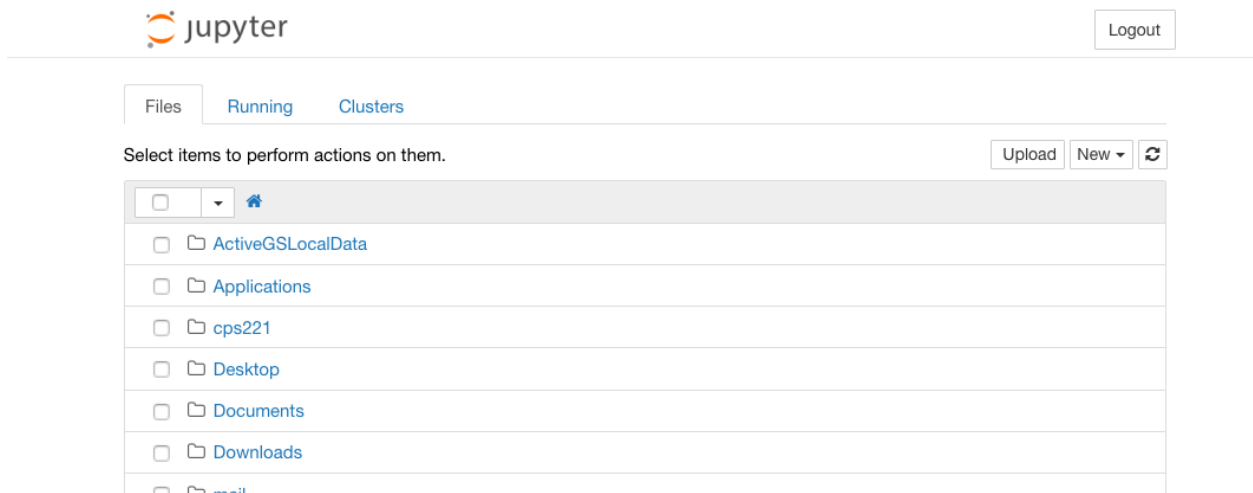 jupyter
Logout
Files Running Clusters
Select items to perform actions on them.
Upload New
ActiveGSLocalData
Applications
cps221
Desktop
Documents
Downloads
mail